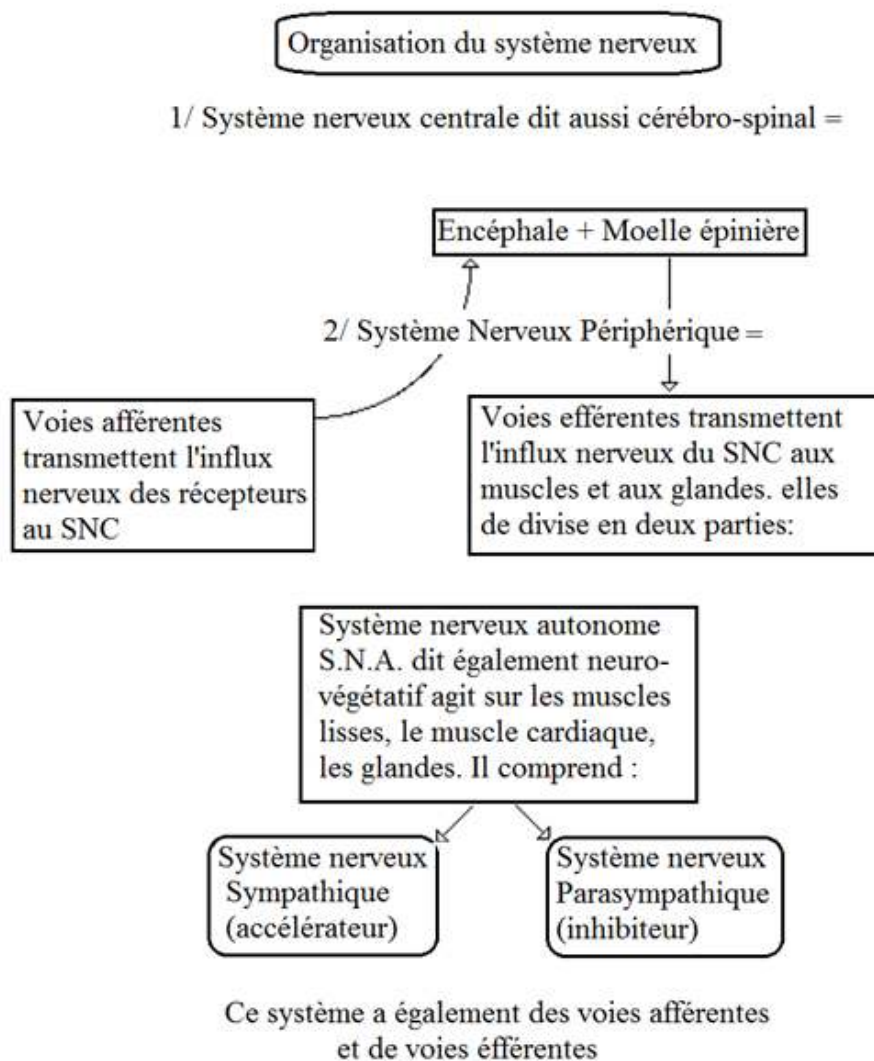 Organisation du système nerveux
1/ Système nerveux centrale dit aussi cérébro-spinal =
Encéphale + Moelle épinière
2/ Système Nerveux Périphérique =
Voies afférentes
transmettent l'influx
nerveux des récepteurs
au SNC
Voies efférentes transmettent
l'influx nerveux du SNC aux
muscles et aux glandes. elles
de divise en deux parties:
Système nerveux autonome
S.N.A. dit également neuro-
végétatif agit sur les muscles
lisses, le muscle cardiaque,
les glandes. Il comprend :
Système nerveux
Sympathique
(accélérateur)
Système nerveux
Parasympathique
(inhibiteur)
Ce système a également des voies afférentes
et de voies éfférentes